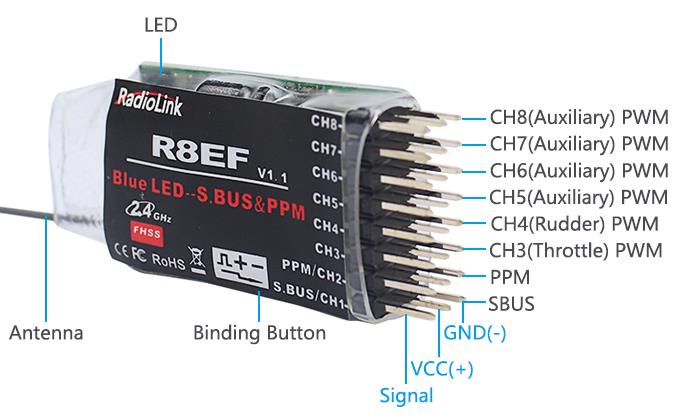 LED
RadioLink
R8EF V1.1
Blue LED--S.BUS&PPM
2.4GHz
FHSS
CE FC RoHS
CH8-
CH7-
CH6-
CH5-
CH4-
CH3-
PPM/CH2-
S.BUS/CH1-
CH8(Auxiliary) PWM
CH7(Auxiliary) PWM
CH6(Auxiliary) PWM
CH5(Auxiliary) PWM
CH4(Rudder) PWM
CH3(Throttle) PWM
PPM
SBUS
GND(-)
VCC(+)
Signal
Antenna
Binding Button